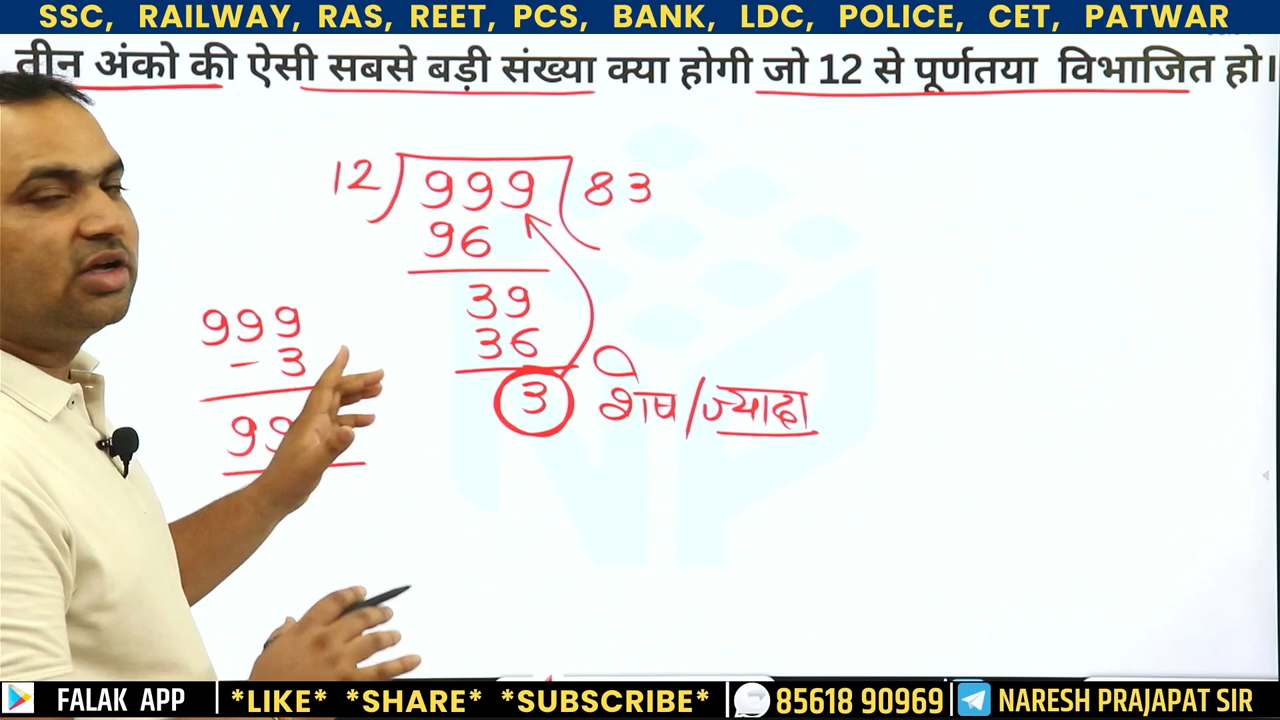 SSC, RAILWAY, RAS, REET, PCS, BANK, LDC, POLICE, CET, PATWAR
तीन अंको की ऐसी सबसे बड़ी संख्या क्या होगी जो 12 से पूर्णतया विभाजित हो।
12 999 83
96
39
36
3 शेष/ज्यादा
999
- 3
99
FALAK APP *LIKE* *SHARE* *SUBSCRIBE* 85618 90969 NARESH PRAJAPAT SIR